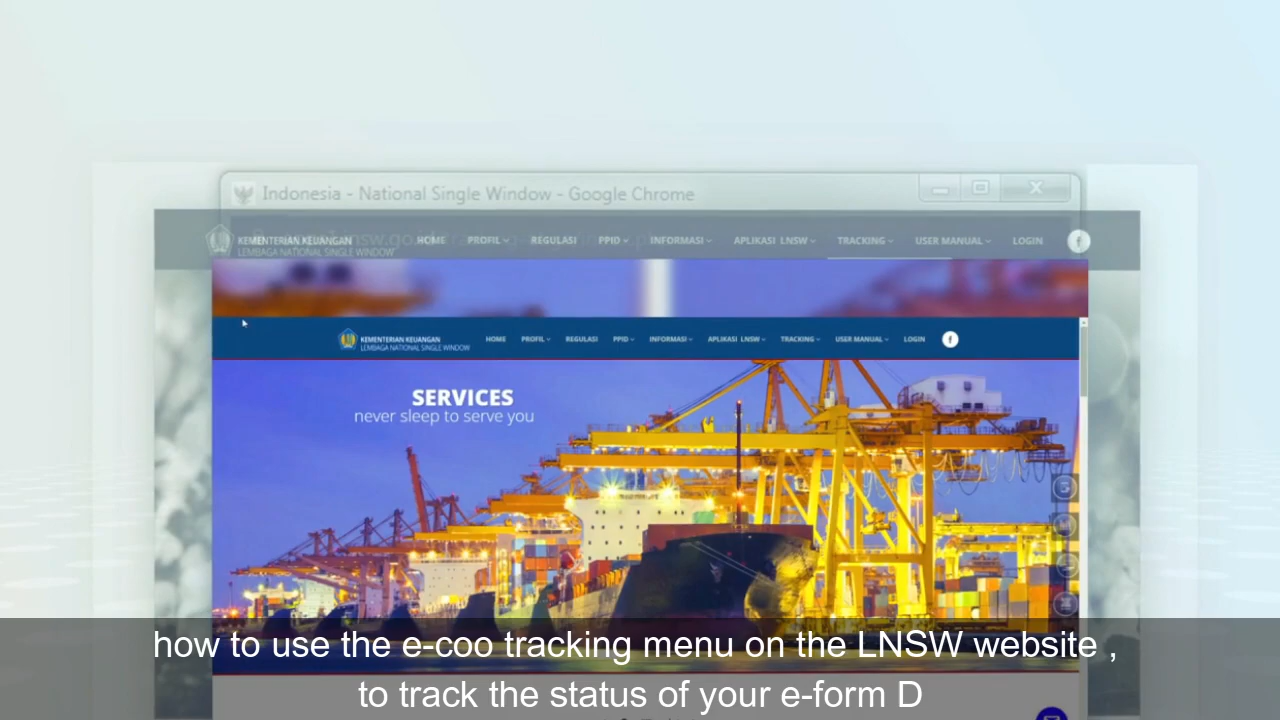 Indonesia - National Single Window - Google Chrome
KEMENTERIAN KEUANGAN
LEMBAGA NATIONAL SINGLE WINDOW
HOME PROFIL REGULASI PPID INFORMASI APLIKASI LNSW TRACKING USER MANUAL LOGIN
KEMENTERIAN KEUANGAN
LEMBAGA NATIONAL SINGLE WINDOW
HOME PROFIL REGULASI PPID INFORMASI APLIKASI LNSW TRACKING USER MANUAL LOGIN
SERVICES
never sleep to serve you
how to use the e-coo tracking menu on the LNSW website ,
to track the status of your e-form D